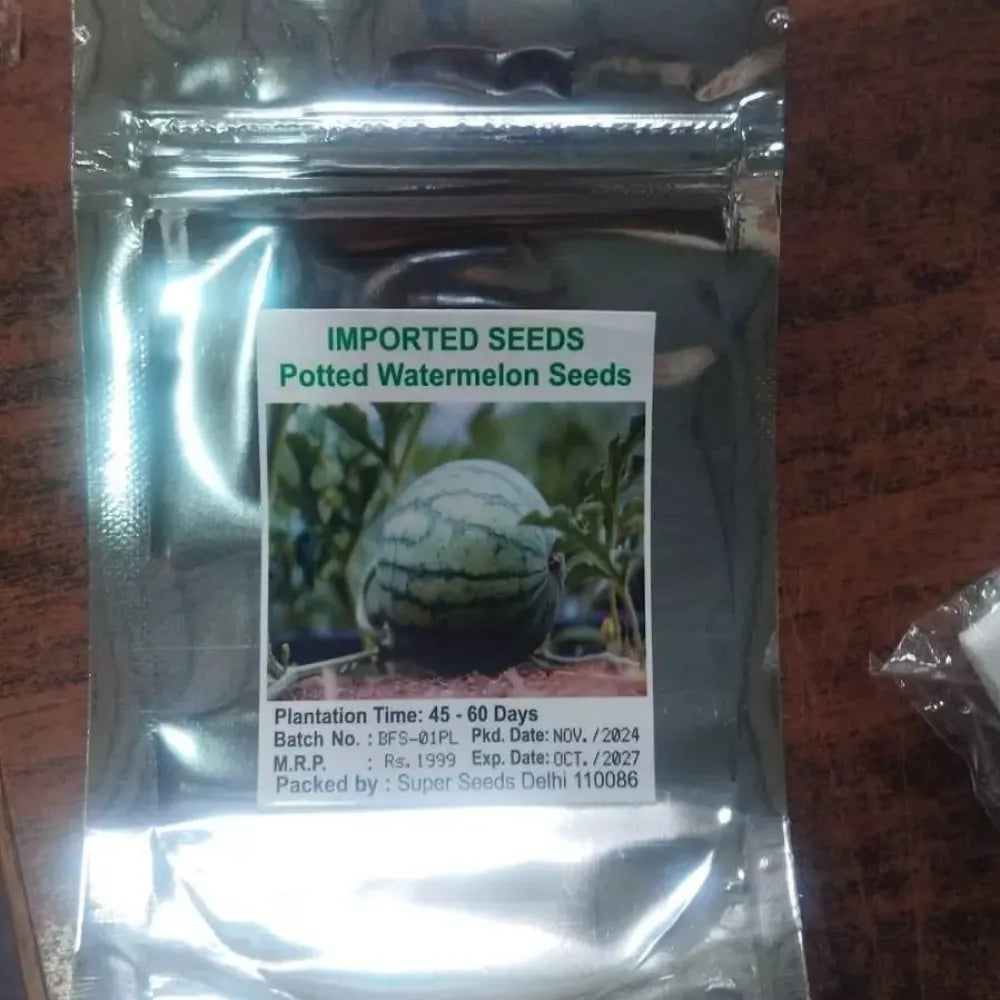 IMPORTED SEEDS
Potted Watermelon Seeds
Plantation Time: 45 - 60 Days
Batch No. : BFS-01PL Pkd. Date: NOV. /2024
M.R.P. : Rs. 1999 Exp. Date: OCT. /2027
Packed by : Super Seeds Delhi 110086